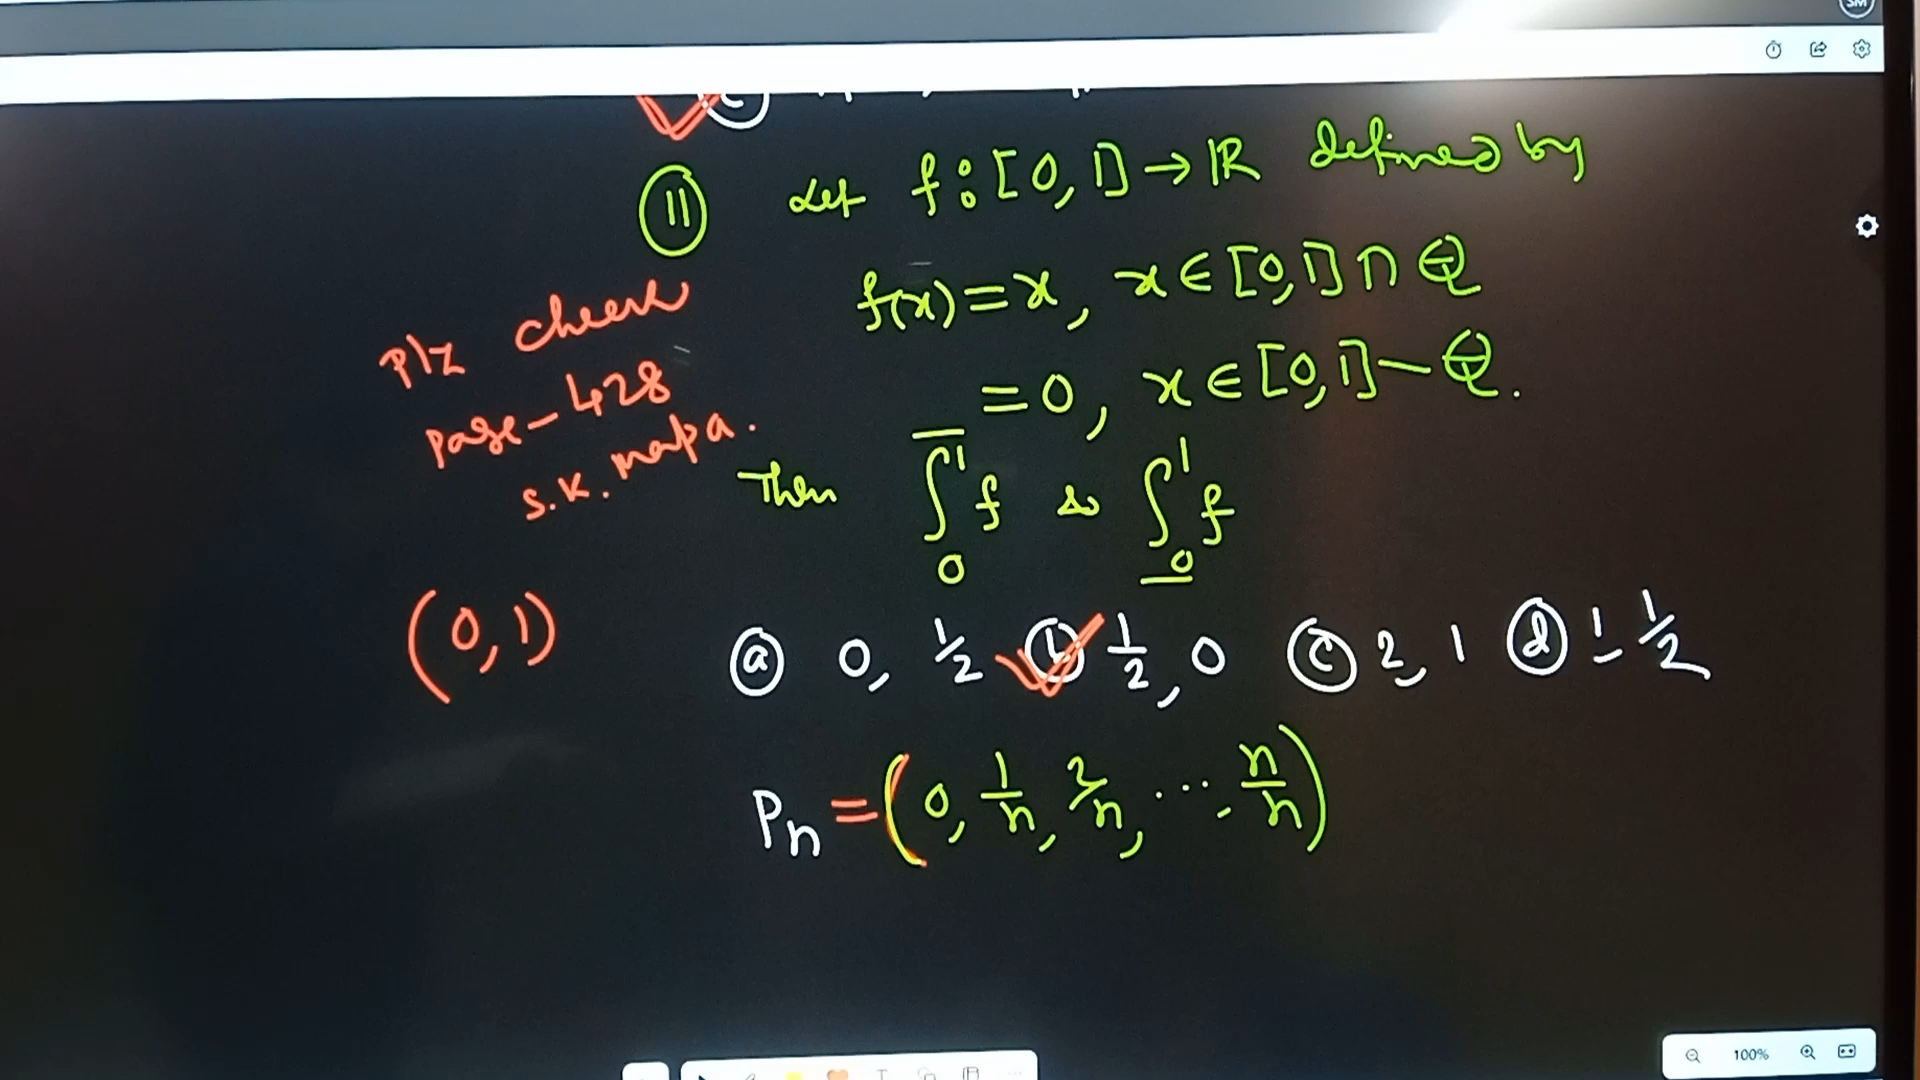 SM
11 Let f:[0,1]→ℝ defined by
f(x)=x, x∈[0,1]∩Q
=0, x∈[0,1]−Q.
Plz check
page-428
S.K. mapa.
Then ∫̅₀¹ f & ∫̲₀¹ f
(0,1)
(a) 0, 1/2 (b) 1/2, 0 (c) 2, 1 (d) 1, 1/2
Pn = (0, 1/n, 2/n, ..., n/n)
100%